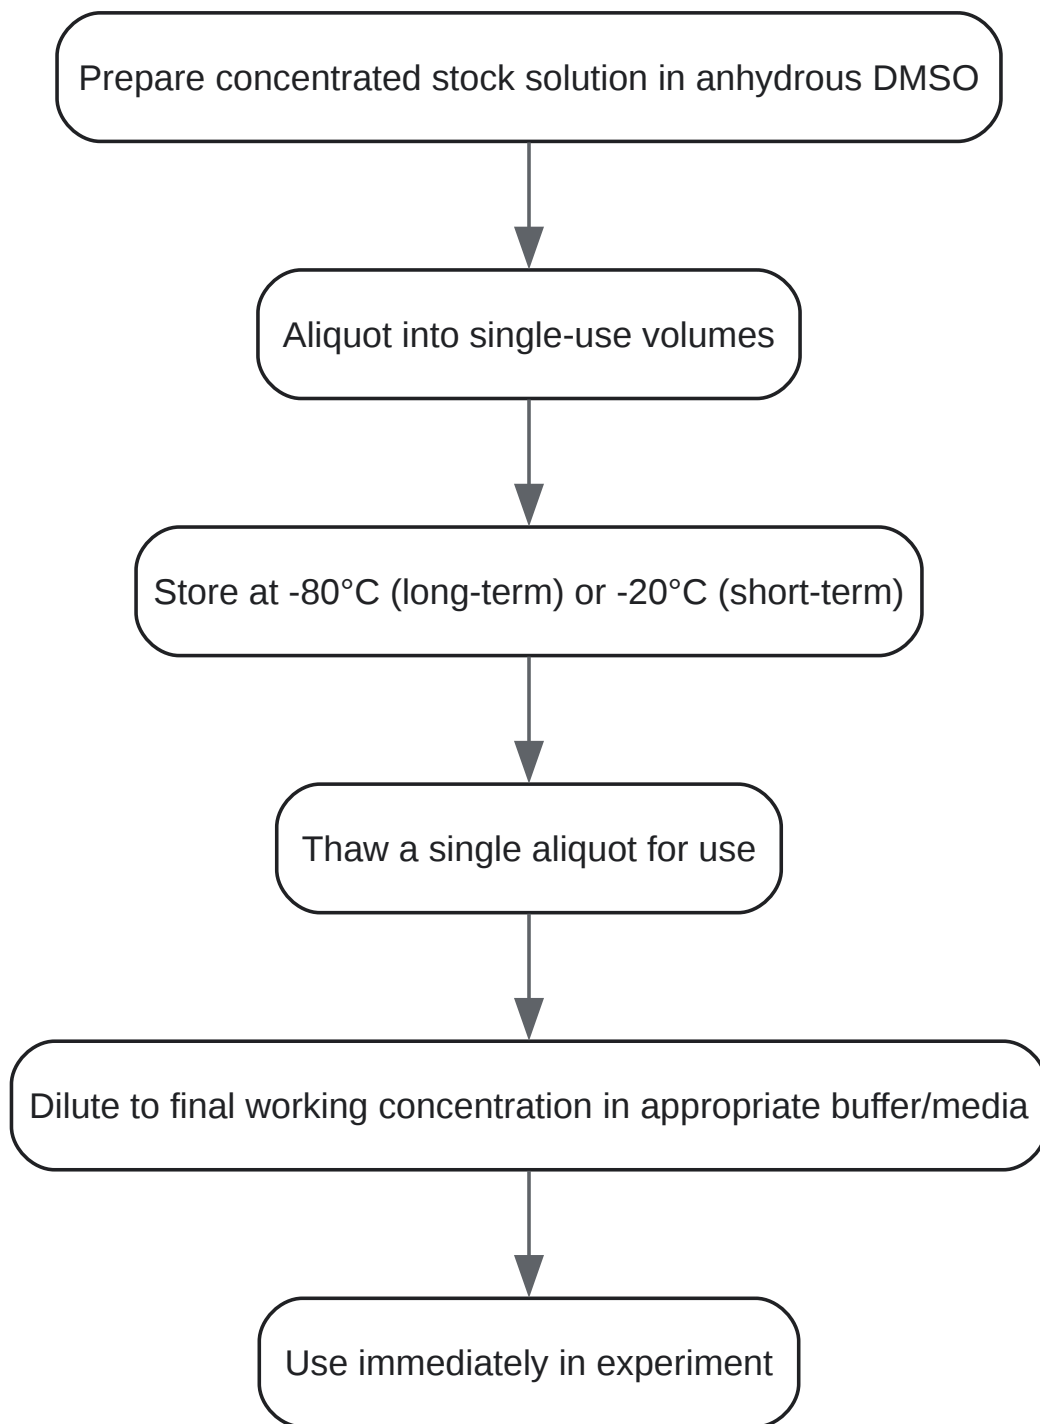 Prepare concentrated stock solution in anhydrous DMSO
Aliquot into single-use volumes
Store at -80°C (long-term) or -20°C (short-term)
Thaw a single aliquot for use
Dilute to final working concentration in appropriate buffer/media
Use immediately in experiment